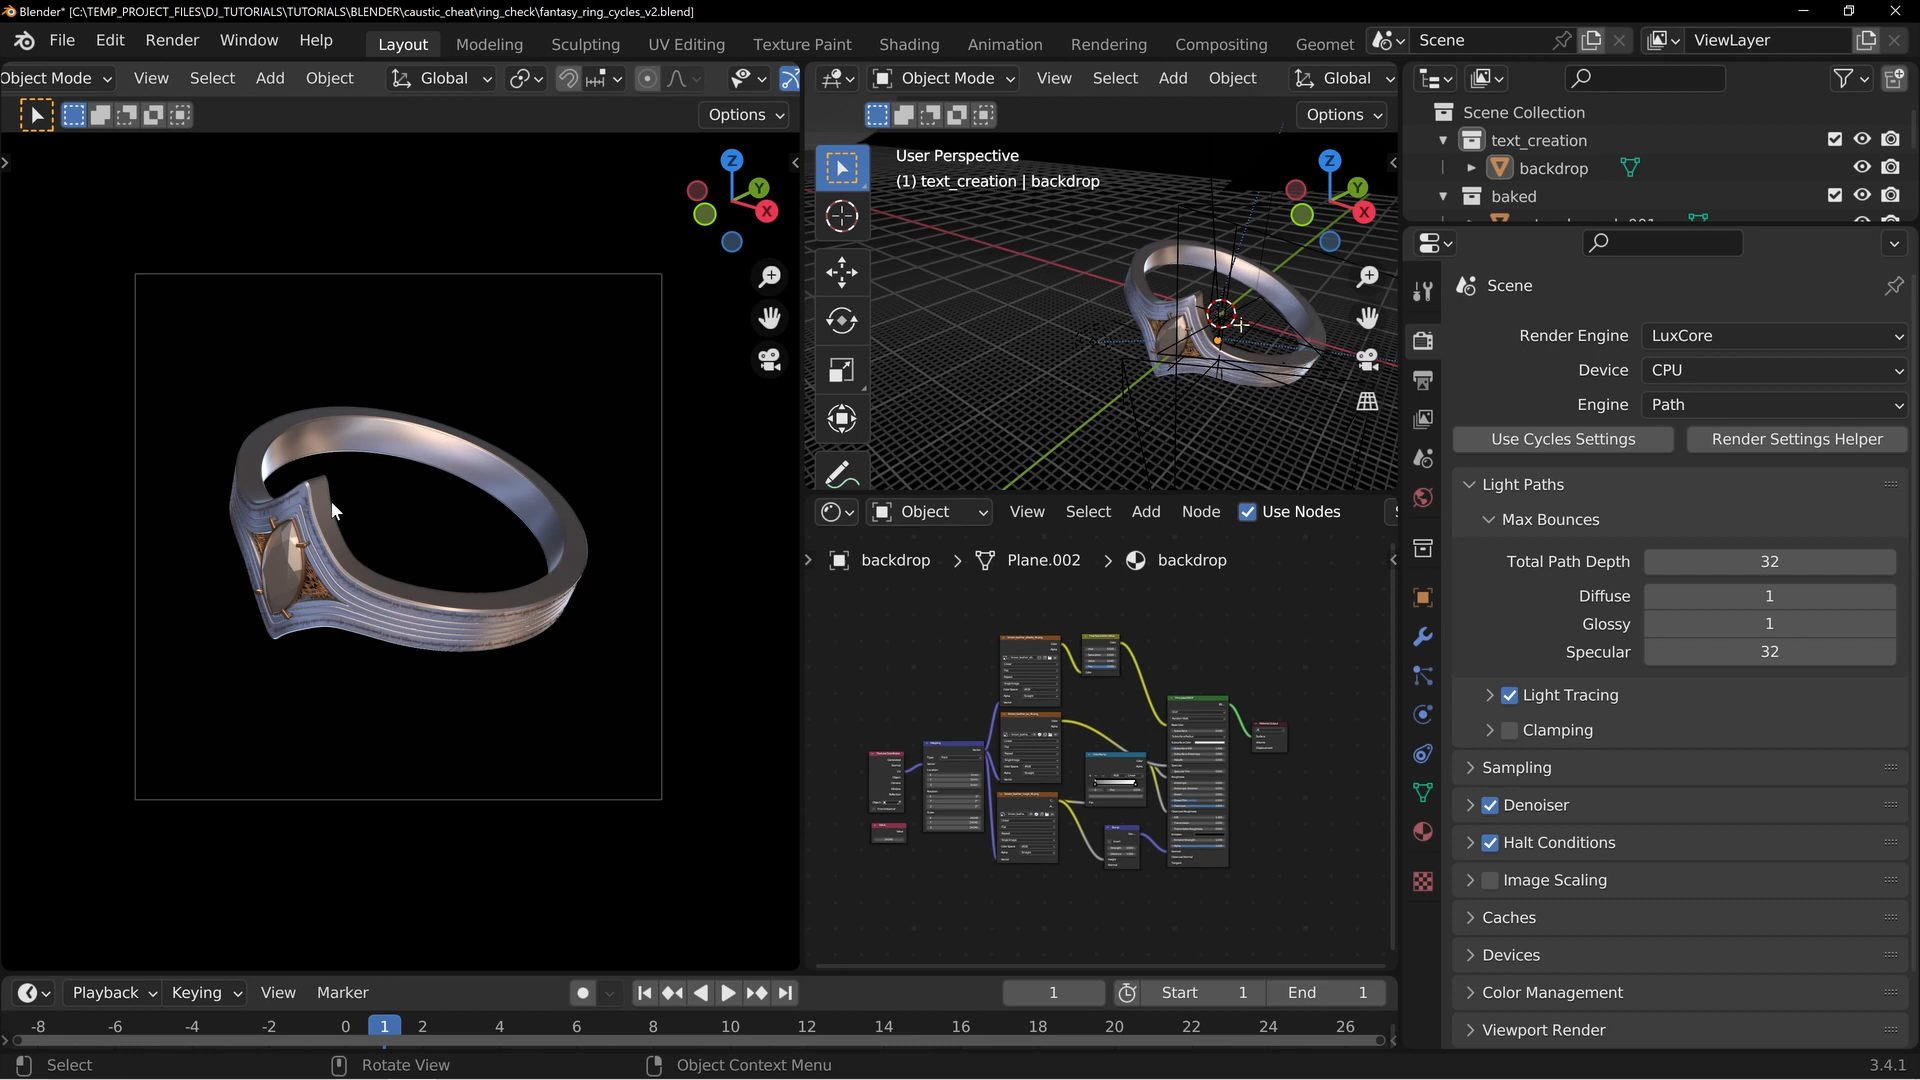 Blender* [C:\TEMP_PROJECT_FILES\DJ_TUTORIALS\TUTORIALS\BLENDER\caustic_cheat\ring_check\fantasy_ring_cycles_v2.blend]
File Edit Render Window Help Layout Modeling Sculpting UV Editing Texture Paint Shading Animation Rendering Compositing Geomet Scene ViewLayer
Object Mode View Select Add Object Global
Object Mode View Select Add Object Global
Options
Options
User Perspective
(1) text_creation | backdrop
Z
Y
X
Z
Y
X
Scene Collection
text_creation
backdrop
baked
Scene
Render Engine LuxCore
Device CPU
Engine Path
Use Cycles Settings Render Settings Helper
Light Paths
Max Bounces
Total Path Depth 32
Diffuse 1
Glossy 1
Specular 32
Light Tracing
Clamping
Sampling
Denoiser
Halt Conditions
Image Scaling
Caches
Devices
Color Management
Viewport Render
Object View Select Add Node Use Nodes
backdrop > Plane.002 > backdrop
Playback Keying View Marker 1 Start 1 End 1
-8 -6 -4 -2 0 1 2 4 6 8 10 12 14 16 18 20 22 24 26
Select Rotate View Object Context Menu 3.4.1